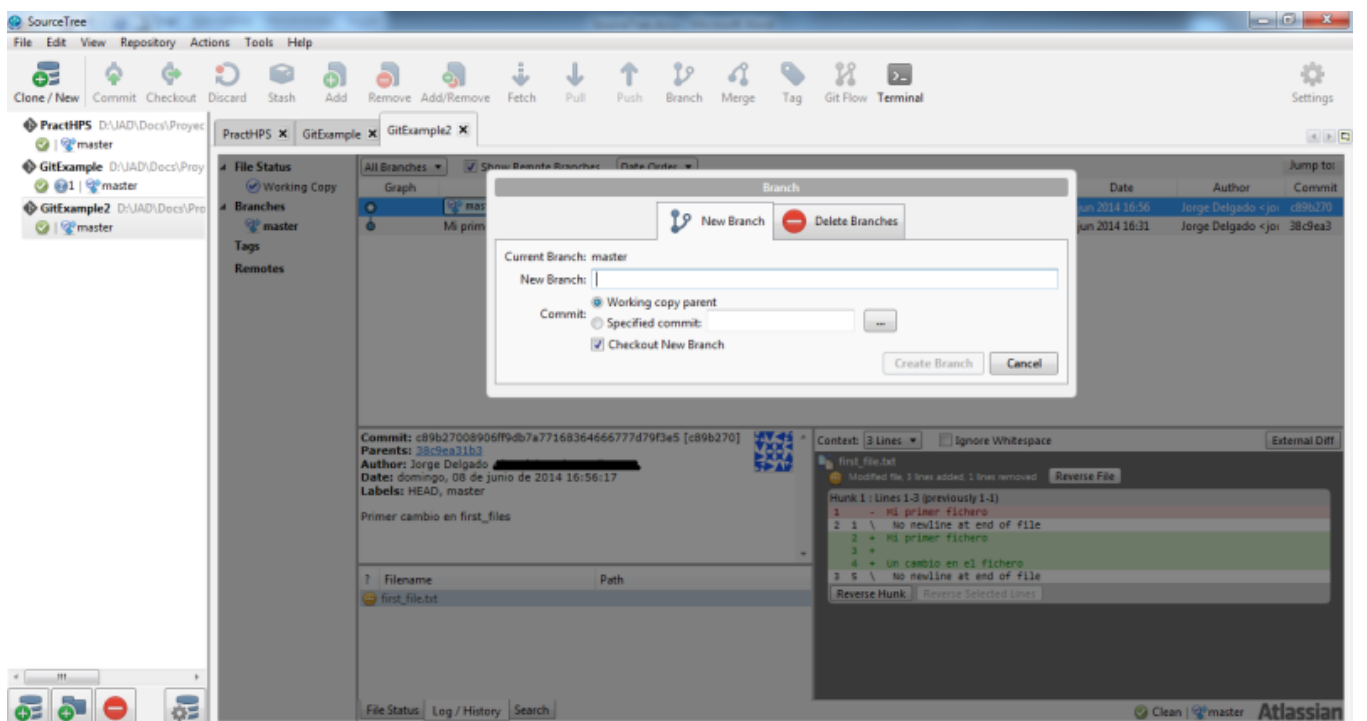 SourceTree
File Edit View Repository Actions Tools Help
Clone / New Commit Checkout Discard Stash Add Remove Add/Remove Fetch Pull Push Branch Merge Tag Git Flow Terminal Settings
PractHPS D:\JAD\Docs\Proyec
master
GitExample D:\JAD\Docs\Proy
1 | master
GitExample2 D:\JAD\Docs\Pro
master
PractHPS GitExample GitExample2
File Status
Working Copy
Branches
master
Tags
Remotes
All Branches Show Remote Branches Date Order Jump to:
Graph Date Author Commit
mas jun 2014 16:56 Jorge Delgado <jor c89b270
Mi prim jun 2014 16:31 Jorge Delgado <jor 38c9ea3
Branch
New Branch Delete Branches
Current Branch: master
New Branch:
Commit: Working copy parent
Specified commit: ...
Checkout New Branch
Create Branch Cancel
Commit: c89b27008906ff9db7a77168364666777d79f3e5 [c89b270]
Parents: 38c9ea31b3
Author: Jorge Delgado
Date: domingo, 08 de junio de 2014 16:56:17
Labels: HEAD, master
Primer cambio en first_files
? Filename Path
first_file.txt
Context: 3 Lines Ignore Whitespace External Diff
first_file.txt
Modified file, 3 lines added, 1 lines removed Reverse File
Hunk 1 : Lines 1-3 (previously 1-1)
1 - Mi primer fichero
2 1 \ No newline at end of file
2 + Mi primer fichero
3 +
4 + Un cambio en el fichero
3 5 \ No newline at end of file
Reverse Hunk Reverse Selected Lines
File Status Log / History Search
Clean | master Atlassian